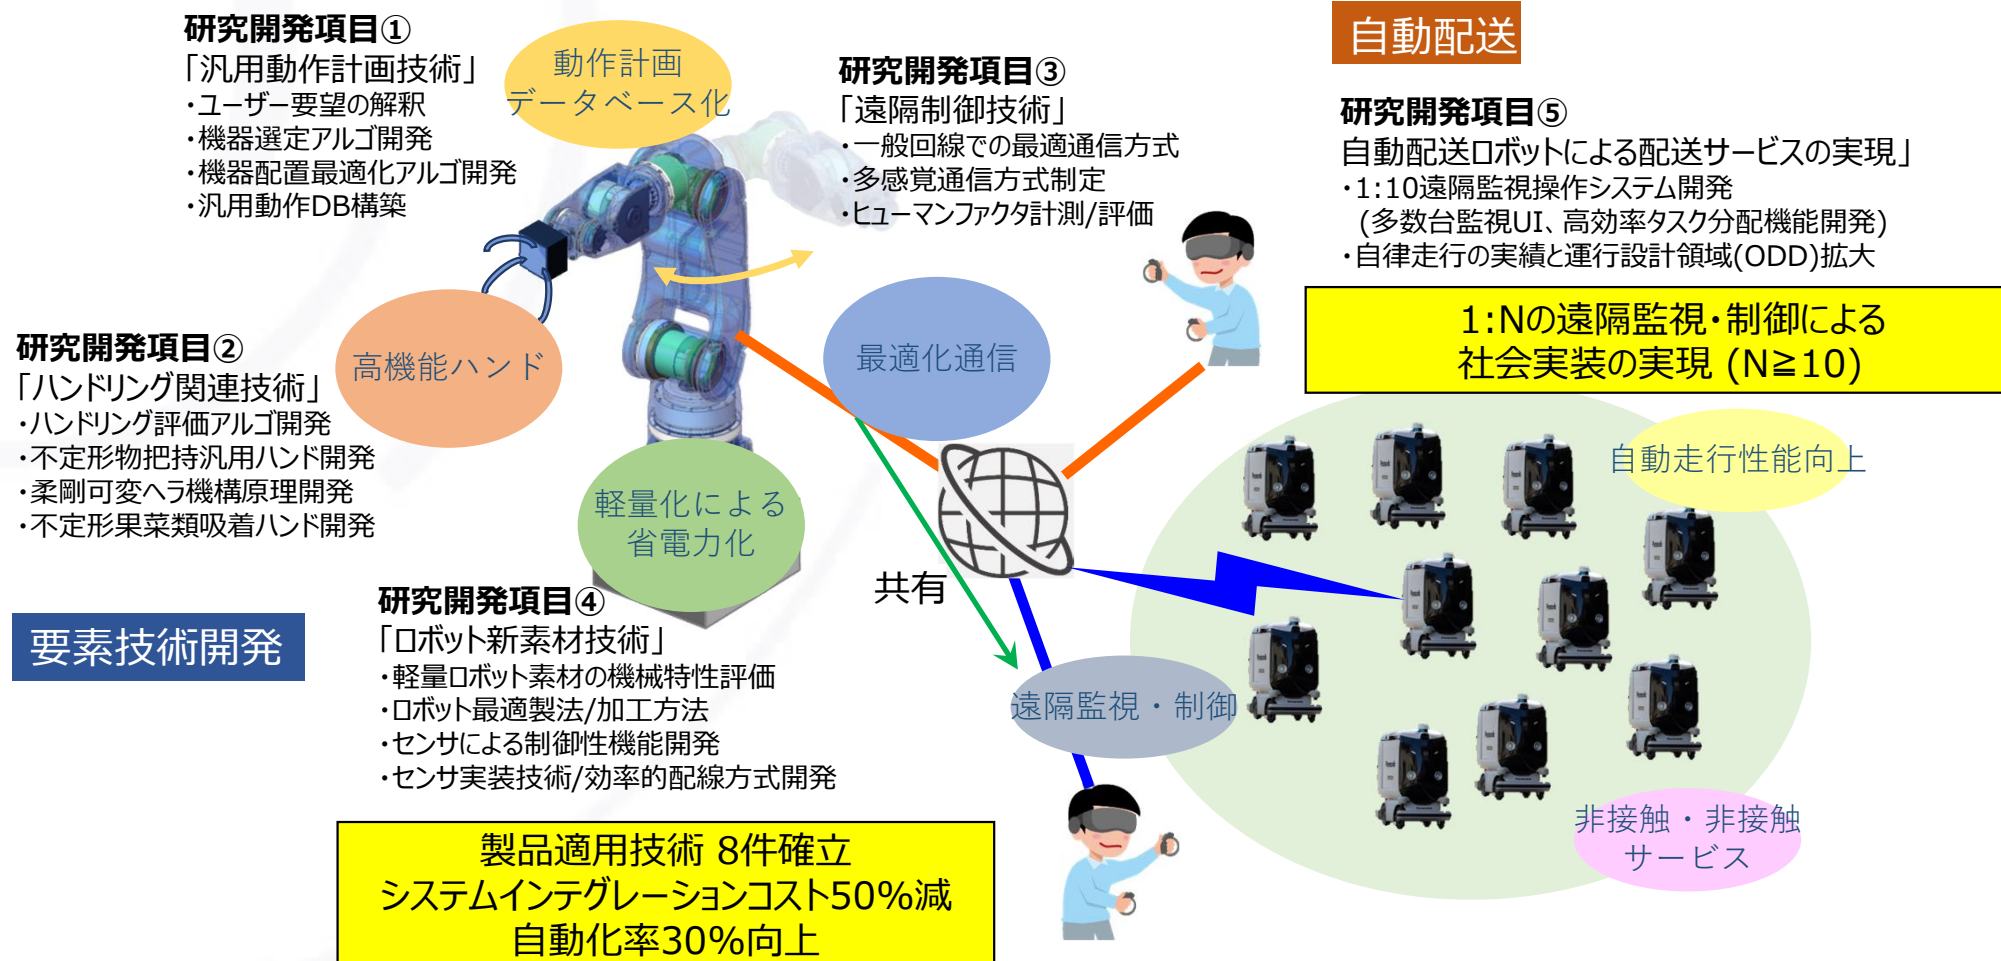 研究開発項目①
「汎用動作計画技術」
・ユーザー要望の解釈
・機器選定アルゴ開発
・機器配置最適化アルゴ開発
・汎用動作DB構築
動作計画
データベース化
研究開発項目③
「遠隔制御技術」
・一般回線での最適通信方式
・多感覚通信方式制定
・ヒューマンファクタ計測/評価
自動配送
研究開発項目⑤
自動配送ロボットによる配送サービスの実現」
・1:10遠隔監視操作システム開発
(多数台監視UI、高効率タスク分配機能開発)
・自律走行の実績と運行設計領域(ODD)拡大
1:Nの遠隔監視・制御による
社会実装の実現 (N≧10)
研究開発項目②
「ハンドリング関連技術」
・ハンドリング評価アルゴ開発
・不定形物把持汎用ハンド開発
・柔剛可変ヘラ機構原理開発
・不定形果菜類吸着ハンド開発
高機能ハンド
最適化通信
軽量化による
省電力化
共有
自動走行性能向上
要素技術開発
研究開発項目④
「ロボット新素材技術」
・軽量ロボット素材の機械特性評価
・ロボット最適製法/加工方法
・センサによる制御性機能開発
・センサ実装技術/効率的配線方式開発
遠隔監視・制御
非接触・非接触
サービス
製品適用技術 8件確立
システムインテグレーションコスト50%減
自動化率30%向上